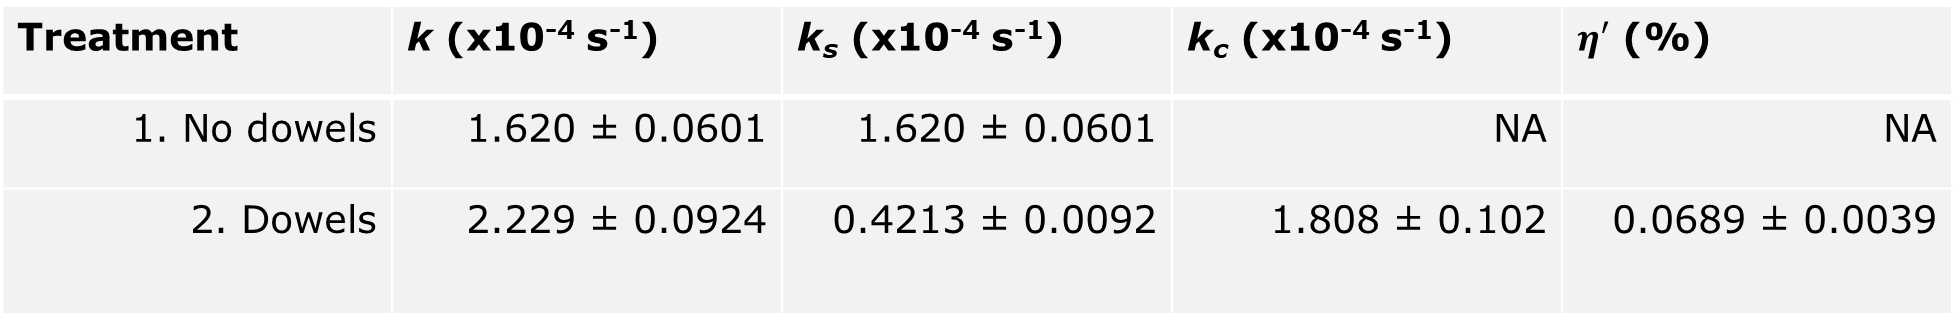 Treatment k (x10⁻⁴ s⁻¹) kₛ (x10⁻⁴ s⁻¹) k_c (x10⁻⁴ s⁻¹) η′ (%)
1. No dowels 1.620 ± 0.0601 1.620 ± 0.0601 NA NA
2. Dowels 2.229 ± 0.0924 0.4213 ± 0.0092 1.808 ± 0.102 0.0689 ± 0.0039